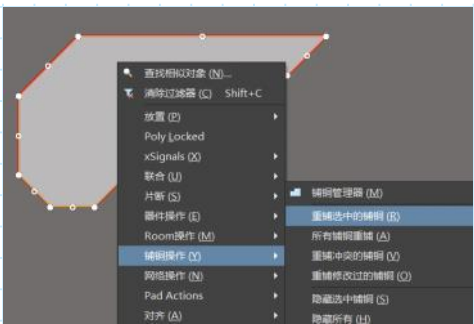 查找相似对象 (N)...
清除过滤器 (C) Shift+C
放置 (P)
Poly Locked
xSignals (X)
联合 (U)
片断 (S)
器件操作 (E)
Room操作 (M)
铺铜操作 (Y)
网络操作 (N)
Pad Actions
对齐 (A)
铺铜管理器 (M)
重铺选中的铺铜 (R)
所有铺铜重铺 (A)
重铺冲突的铺铜 (V)
重铺修改过的铺铜 (O)
隐藏选中铺铜 (S)
隐藏所有 (H)